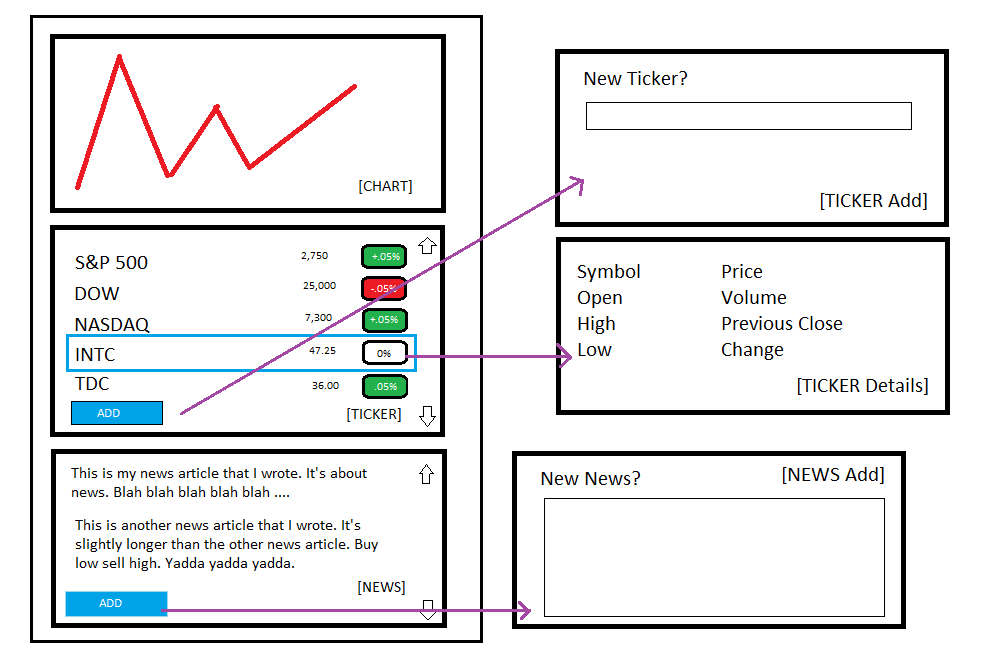 [CHART]
S&P 500 2,750 +.05%
DOW 25,000 -.05%
NASDAQ 7,300 +.05%
INTC 47.25 0%
TDC 36.00 .05%
ADD [TICKER]
This is my news article that I wrote. It's about
news. Blah blah blah blah blah ....
This is another news article that I wrote. It's
slightly longer than the other news article. Buy
low sell high. Yadda yadda yadda.
[NEWS]
ADD
New Ticker?
[TICKER Add]
Symbol Price
Open Volume
High Previous Close
Low Change
[TICKER Details]
New News? [NEWS Add]